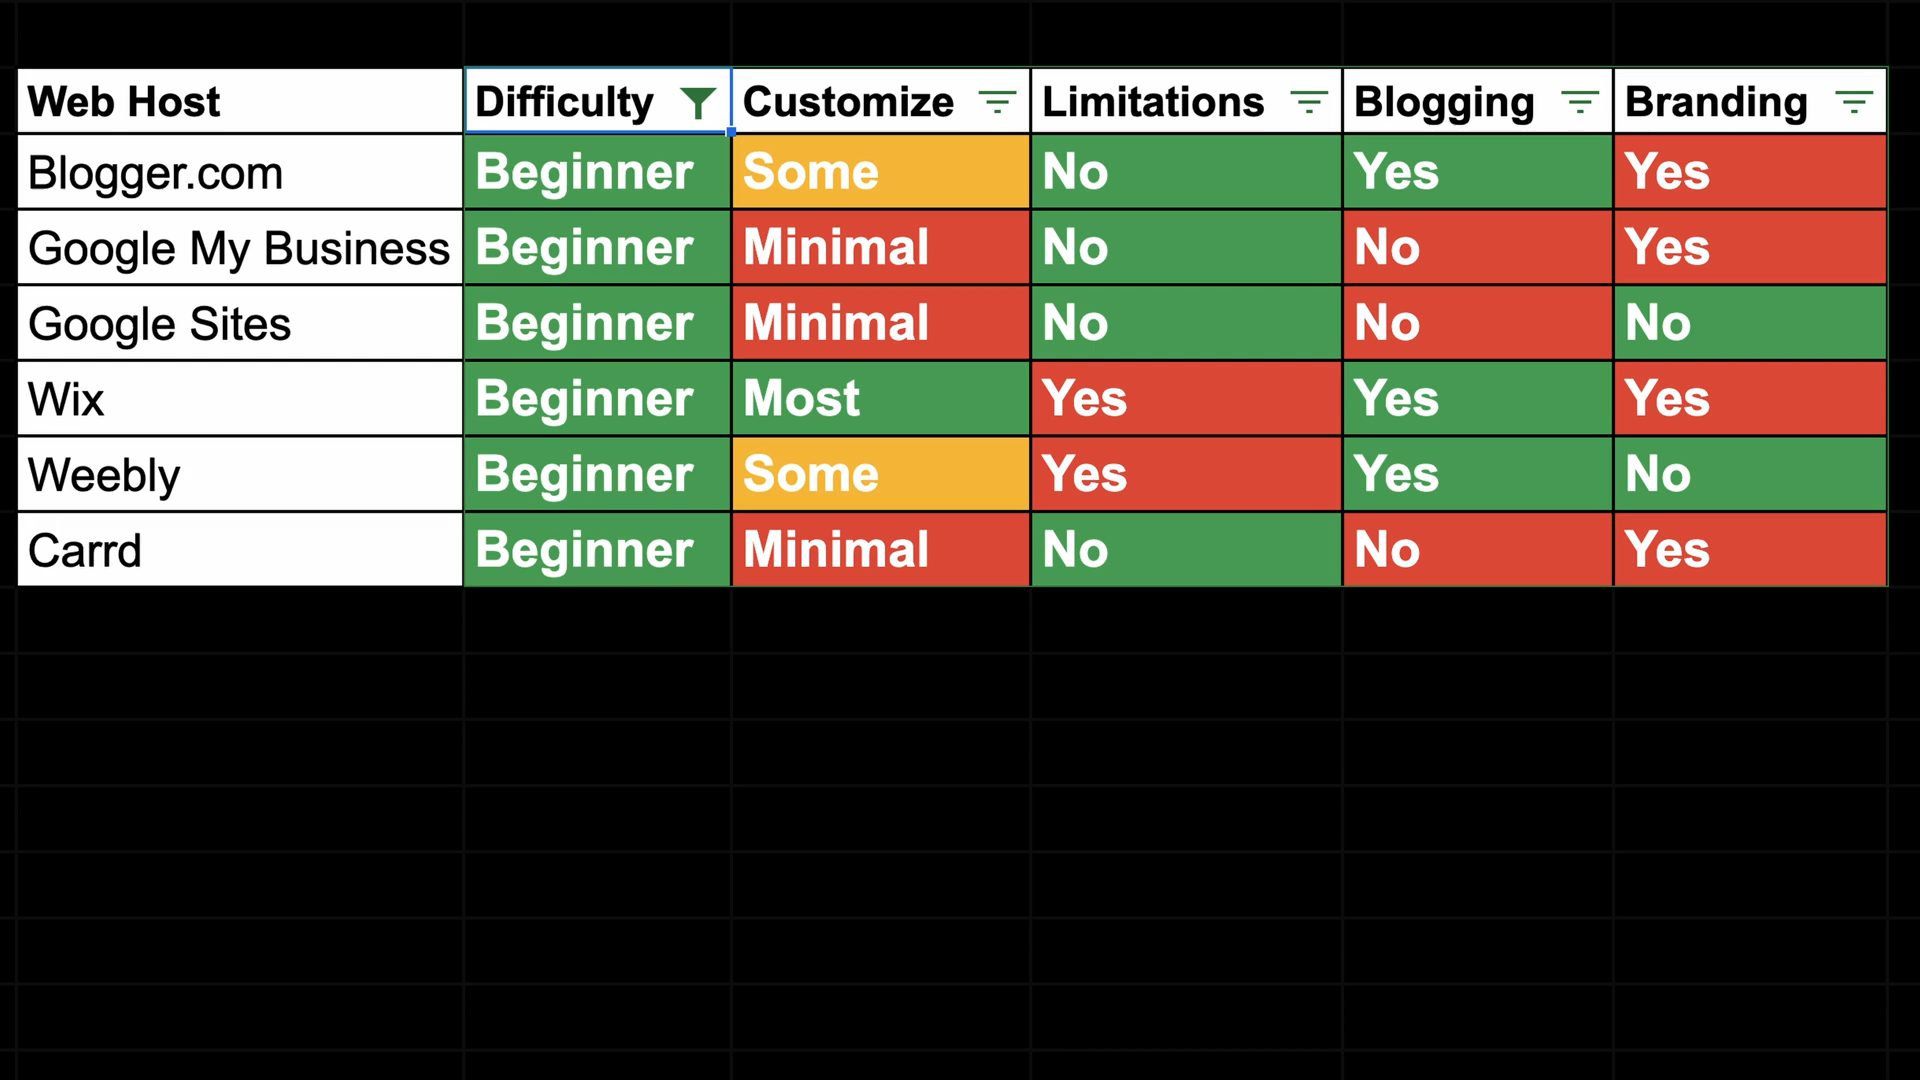 Web Host Difficulty Customize Limitations Blogging Branding
Blogger.com Beginner Some No Yes Yes
Google My Business Beginner Minimal No No Yes
Google Sites Beginner Minimal No No No
Wix Beginner Most Yes Yes Yes
Weebly Beginner Some Yes Yes No
Carrd Beginner Minimal No No Yes